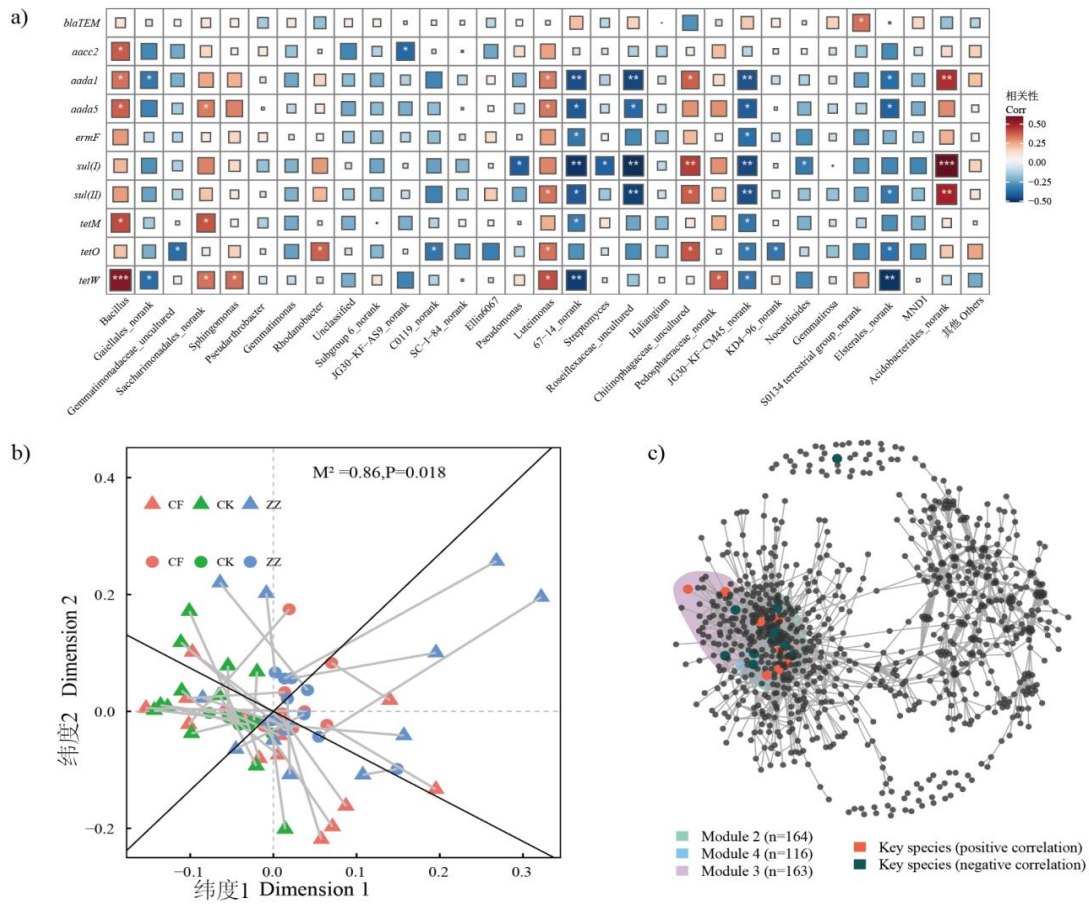 a)
blaTEM
aacc2
aada1
aada5
ermF
sul(I)
sul(II)
tetM
tetO
tetW
*
* *
* * ** ** * ** * **
* * * * * * *
* *
* ** * ** ** ** * ***
* * ** * ** * **
* * * *
* * * * * * * *
*** * * * * ** * * **
相关性
Corr
0.50
0.25
0.00
-0.25
-0.50
Bacillus
Gaiellales_norank
Gemmatimonadaceae_uncultured
Saccharimonadales_norank
Sphingomonas
Pseudarthrobacter
Gemmatimonas
Rhodanobacter
Unclassified
Subgroup 6_norank
JG30-KF-AS9_norank
C0119_norank
SC-1-84_norank
Ellin6067
Pseudomonas
Luteimonas
67-14_norank
Streptomyces
Roseiflexaceae_uncultured
Haliangium
Chitinophagaceae_uncultured
Pedosphaeraceae_norank
JG30-KF-CM45_norank
KD4-96_norank
Nocardioides
Gemmatirosa
S0134 terrestrial group_norank
Elsterales_norank
MND1
Acidobacteriales_norank
其他 Others
b)
M² =0.86,P=0.018
CF CK ZZ
CF CK ZZ
0.4
0.2
0.0
−0.2
纬度2 Dimension 2
−0.1 0.0 0.1 0.2 0.3
纬度1 Dimension 1
c)
Module 2 (n=164)
Module 4 (n=116)
Module 3 (n=163)
Key species (positive correlation)
Key species (negative correlation)